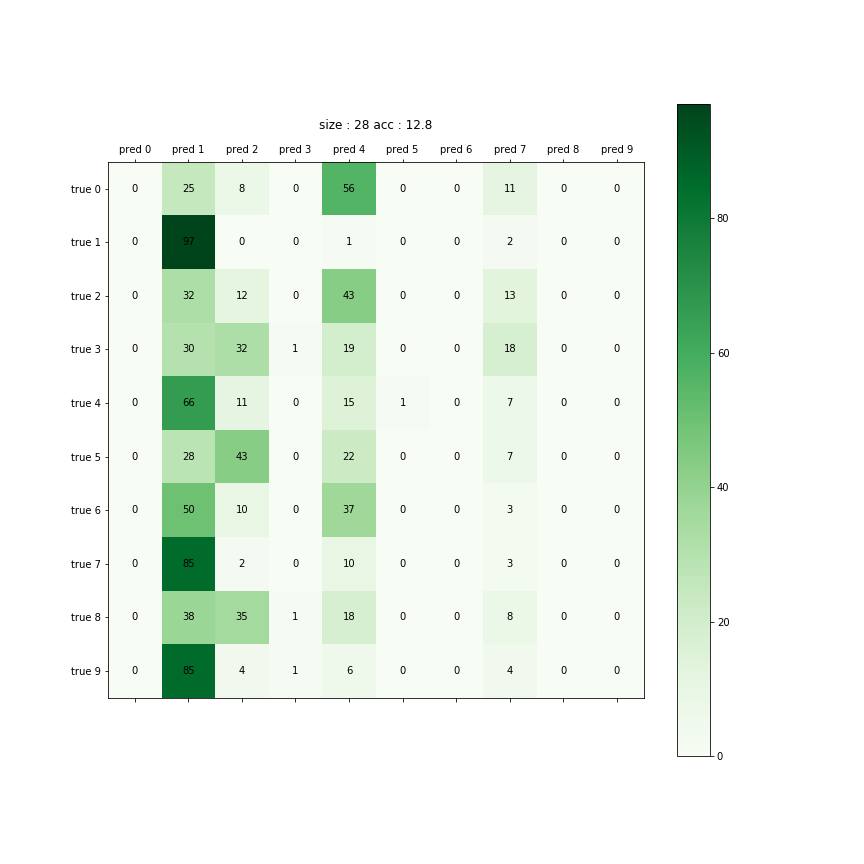 size : 28 acc : 12.8
pred 0 pred 1 pred 2 pred 3 pred 4 pred 5 pred 6 pred 7 pred 8 pred 9
true 0 0 25 8 0 56 0 0 11 0 0
true 1 0 97 0 0 1 0 0 2 0 0
true 2 0 32 12 0 43 0 0 13 0 0
true 3 0 30 32 1 19 0 0 18 0 0
true 4 0 66 11 0 15 1 0 7 0 0
true 5 0 28 43 0 22 0 0 7 0 0
true 6 0 50 10 0 37 0 0 3 0 0
true 7 0 85 2 0 10 0 0 3 0 0
true 8 0 38 35 1 18 0 0 8 0 0
true 9 0 85 4 1 6 0 0 4 0 0
80
60
40
20
0